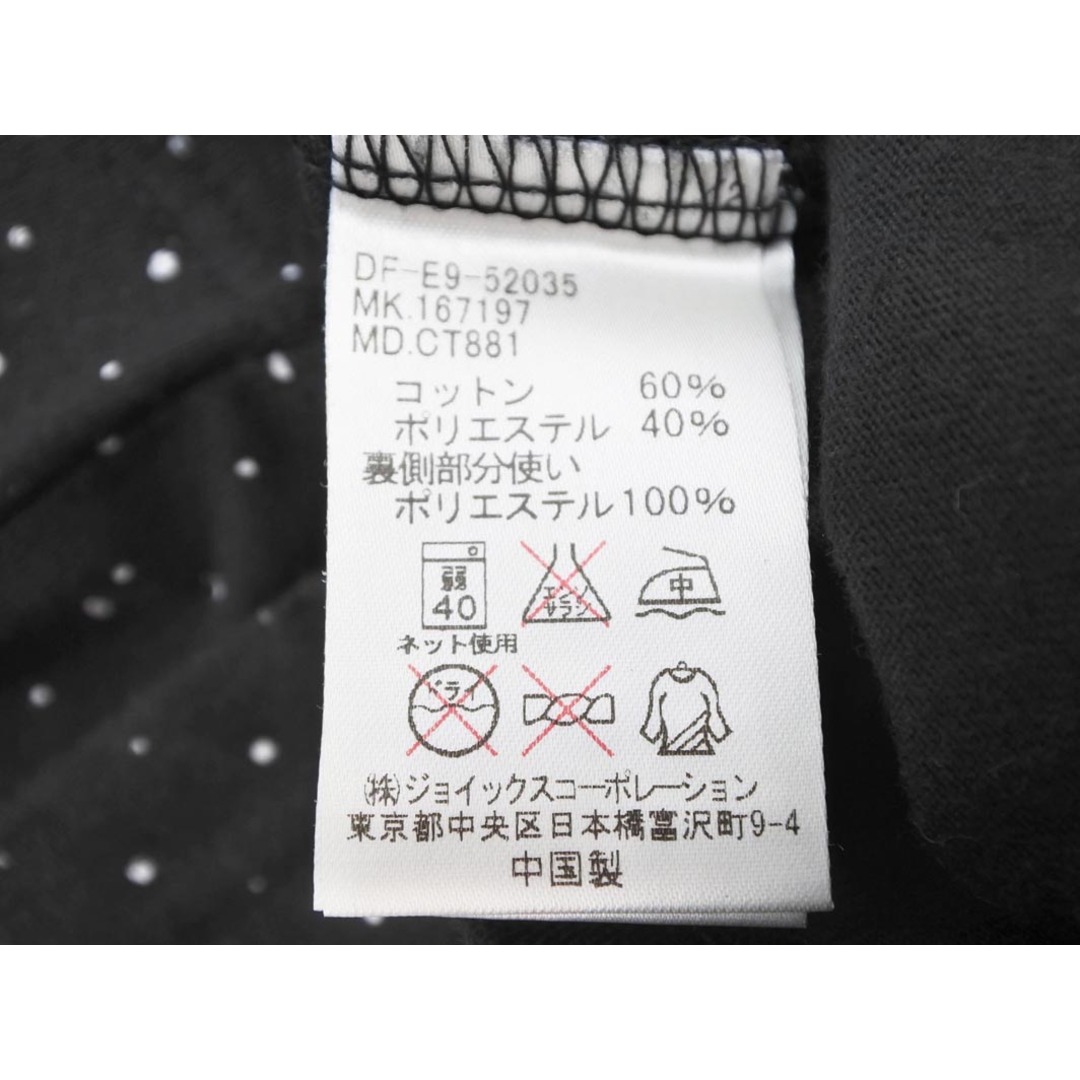 DF-E9-52035
MK.167197
MD.CT881
コットン 60%
ポリエステル 40%
裏側部分使い
ポリエステル100%
弱
40
エンソ
サラシ
中
ネット使用
ドライ
(株)ジョイックスコーポレーション
東京都中央区日本橋富沢町9-4
中国製